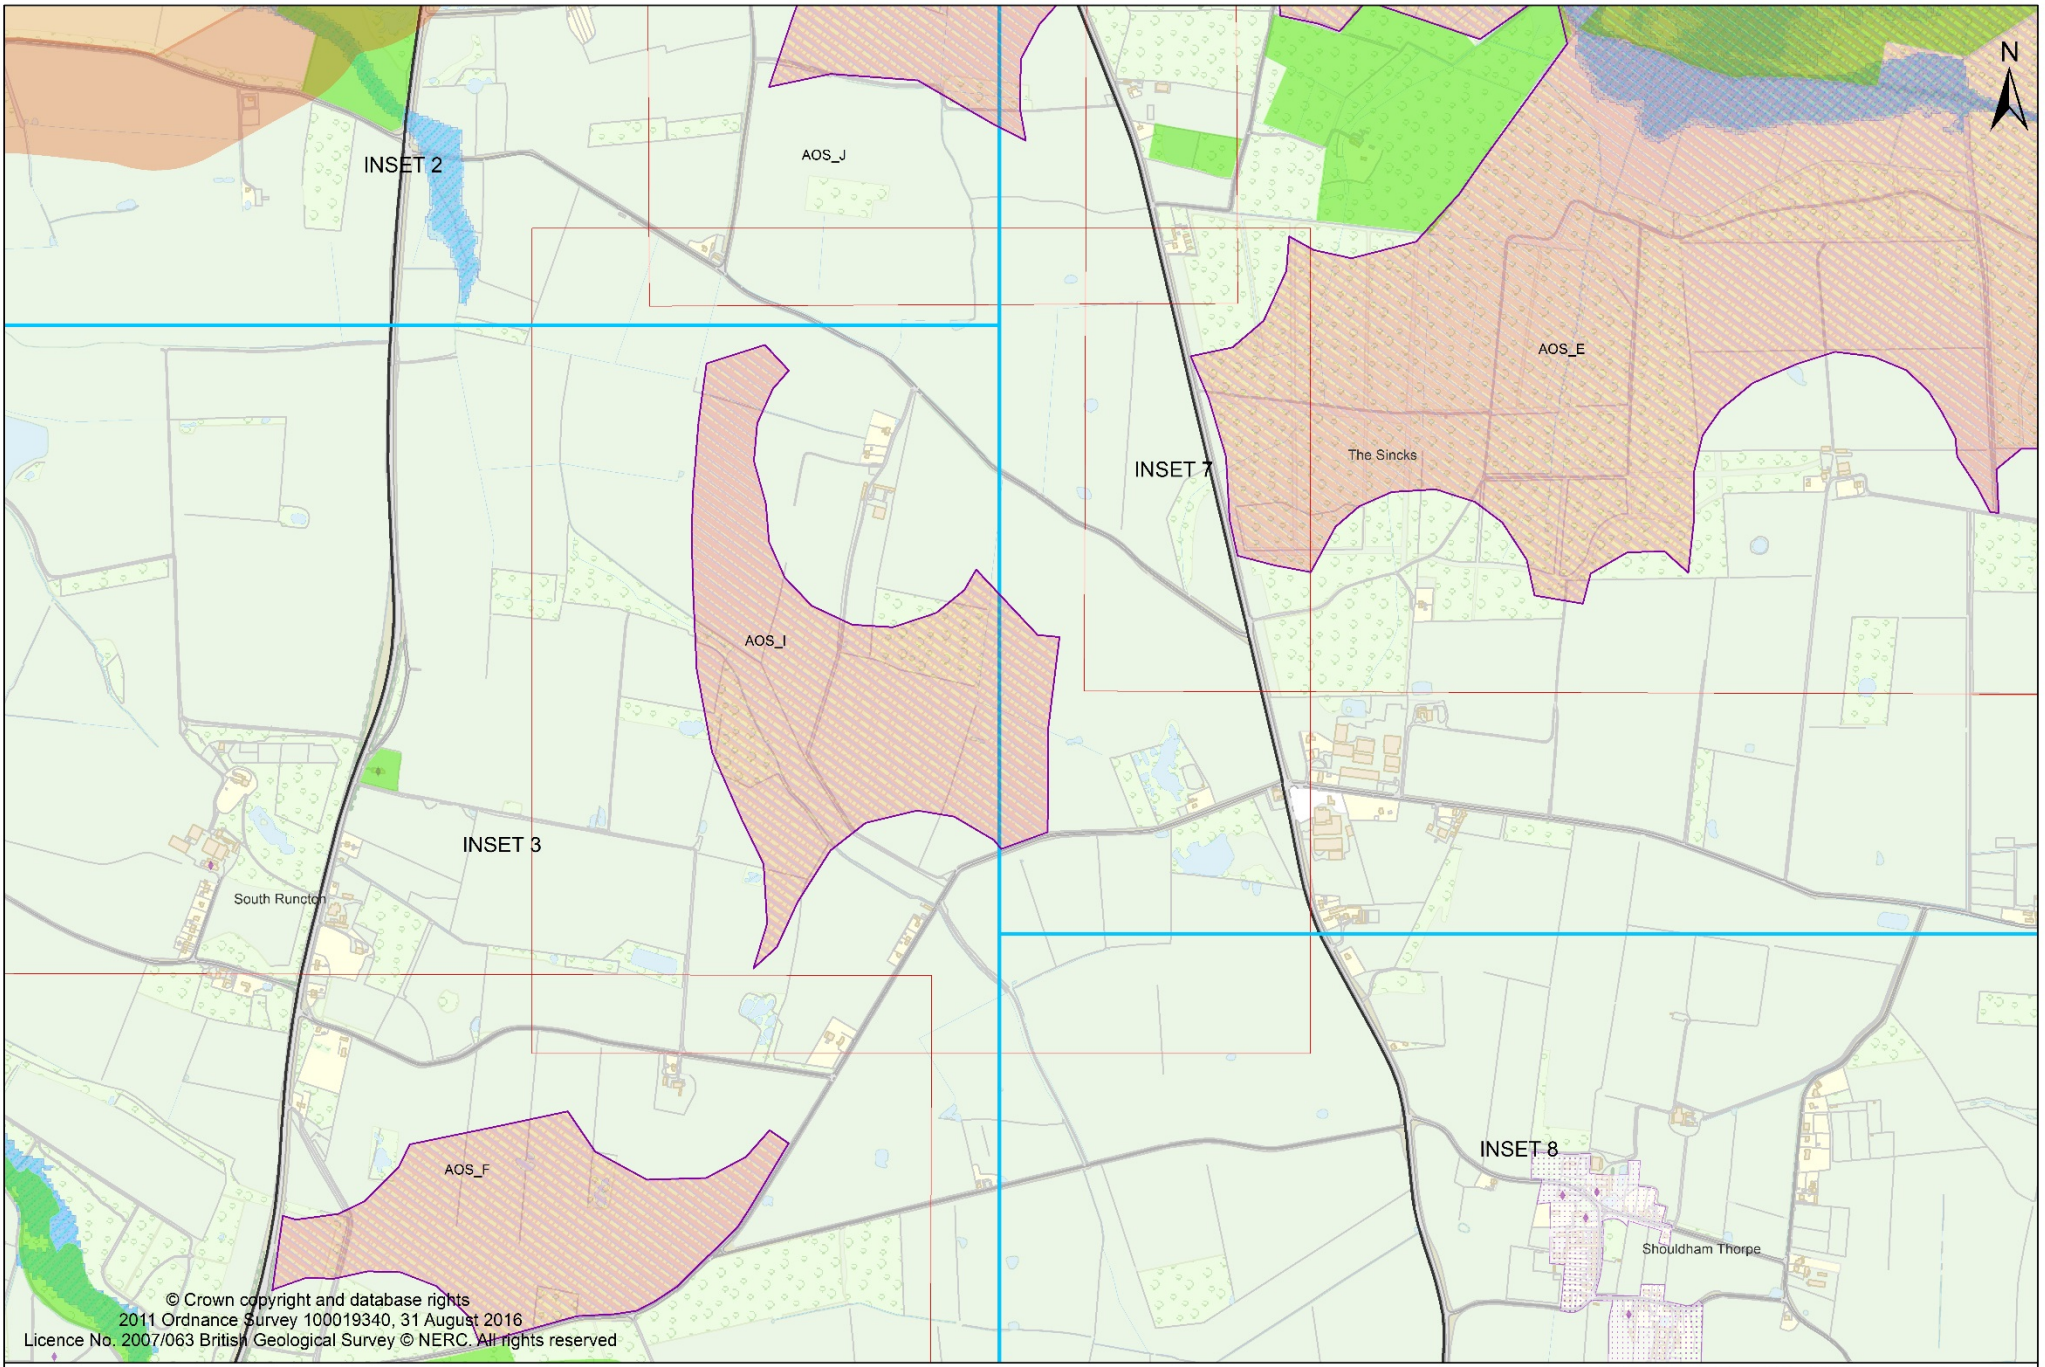 N
INSET 2
AOS_J
AOS_E
The Sincks
INSET 7
AOS_I
INSET 3
South Runcton
INSET 8
AOS_F
Shouldham Thorpe
© Crown copyright and database rights
2011 Ordnance Survey 100019340, 31 August 2016
Licence No. 2007/063 British Geological Survey © NERC. All rights reserved